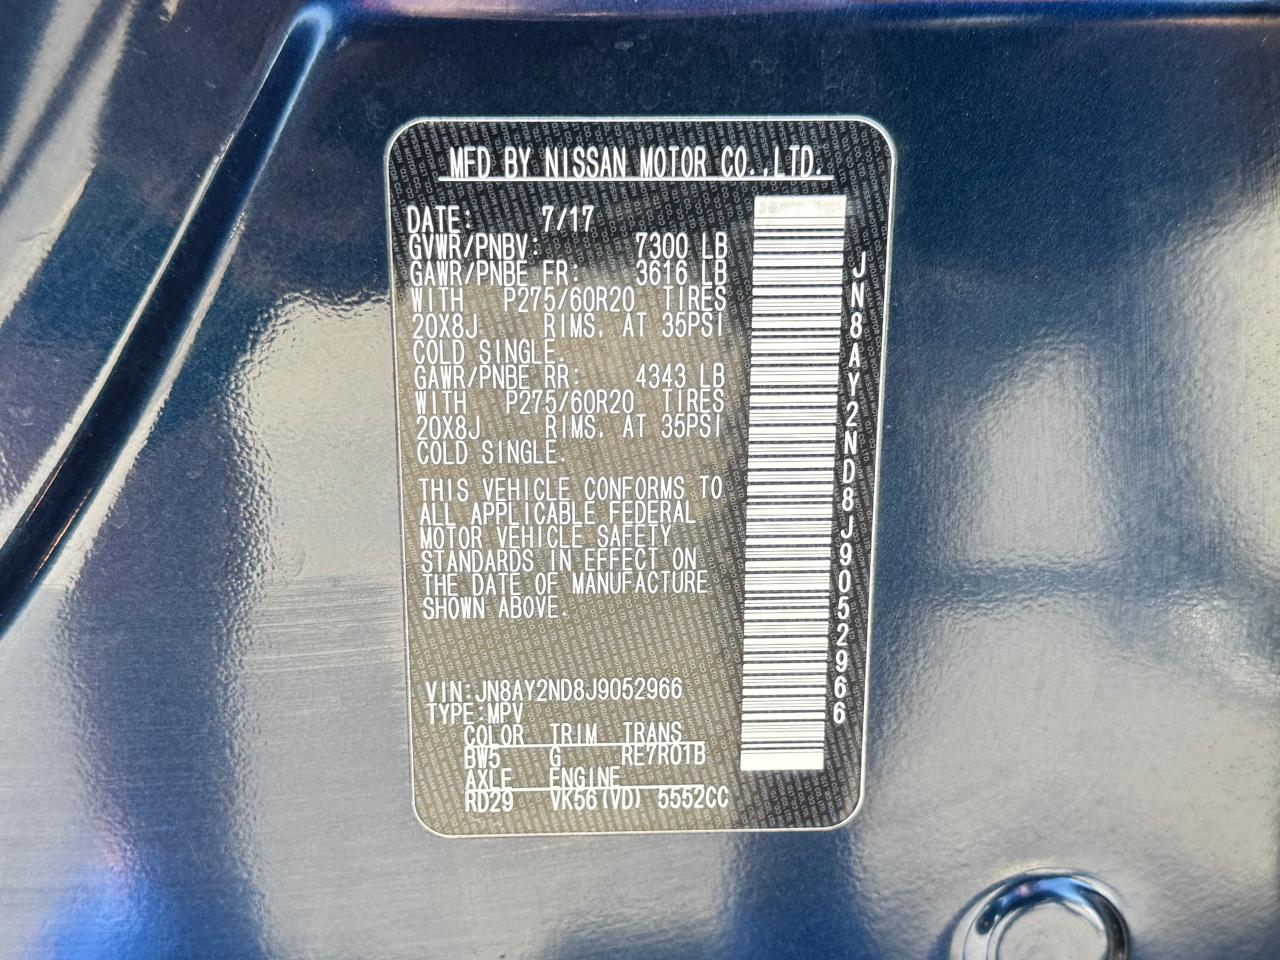 MFD BY NISSAN MOTOR CO.,LTD.
DATE: 7/17
GVWR/PNBV: 7300 LB
GAWR/PNBE FR: 3616 LB
WITH P275/60R20 TIRES
20X8J RIMS, AT 35PSI
COLD SINGLE.
GAWR/PNBE RR: 4343 LB
WITH P275/60R20 TIRES
20X8J RIMS, AT 35PSI
COLD SINGLE.
THIS VEHICLE CONFORMS TO
ALL APPLICABLE FEDERAL
MOTOR VEHICLE SAFETY
STANDARDS IN EFFECT ON
THE DATE OF MANUFACTURE
SHOWN ABOVE.
VIN:JN8AY2ND8J9052966
TYPE:MPV
COLOR TRIM TRANS
BW5 G RE7R01B
AXLE ENGINE
RD29 VK56(VD) 5552CC
JN8AY2ND8J9052966